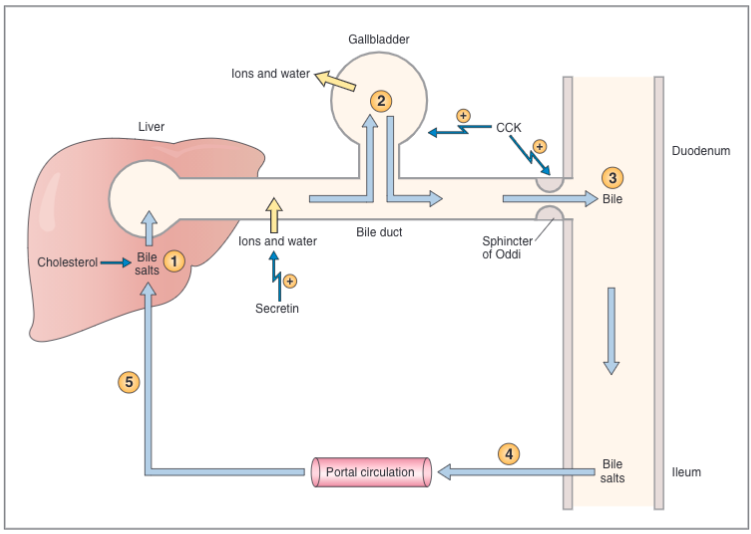 Gallbladder
Ions and water
2
+
CCK
+
Liver
Duodenum
3
Bile
Bile duct
Ions and water
Sphincter
of Oddi
Cholesterol
Bile
salts
1
+
Secretin
5
4
Portal circulation
Bile
salts
Ileum